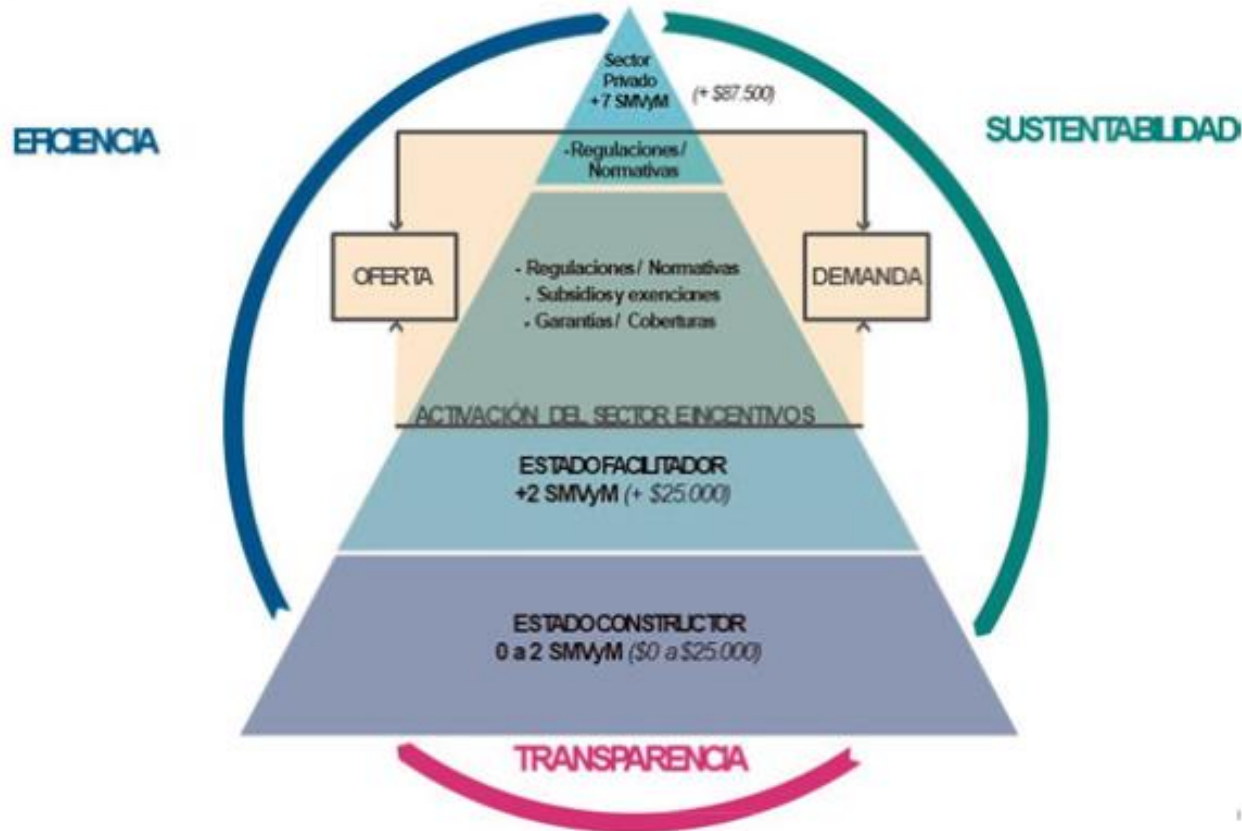 Sector
Privado
+7 SMVyM
(+ $87.500)
EFICIENCIA
SUSTENTABILIDAD
-Regulaciones/
Normativas
OFERTA
DEMANDA
- Regulaciones/ Normativas
- Subsidios y exenciones
- Garantías/ Coberturas
ACTIVACIÓN DEL SECTOR E INCENTIVOS
ESTADO FACILITADOR
+2 SMVyM (+ $25.000)
ESTADO CONSTRUCTOR
0 a 2 SMVyM ($0 a $25.000)
TRANSPARENCIA